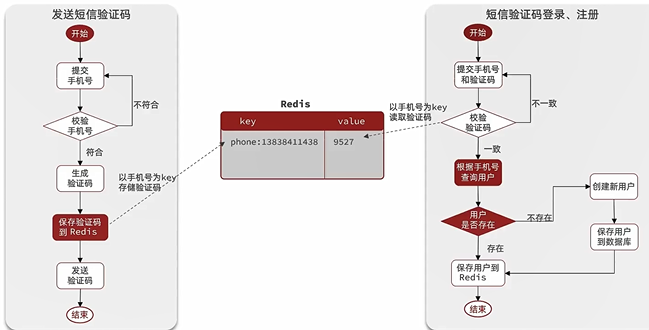 发送短信验证码
开始
提交
手机号
不符合
校验
手机号
符合
生成
验证码
以手机号为key
存储验证码
保存验证码
到 Redis
发送
验证码
结束
Redis
key
value
phone:13838411438
9527
以手机号为key
读取验证码
短信验证码登录、注册
开始
提交手机号
和验证码
不一致
校验
验证码
一致
根据手机号
查询用户
创建新用户
用户
是否存在
不存在
保存用户
到数据库
存在
保存用户到
Redis
结束